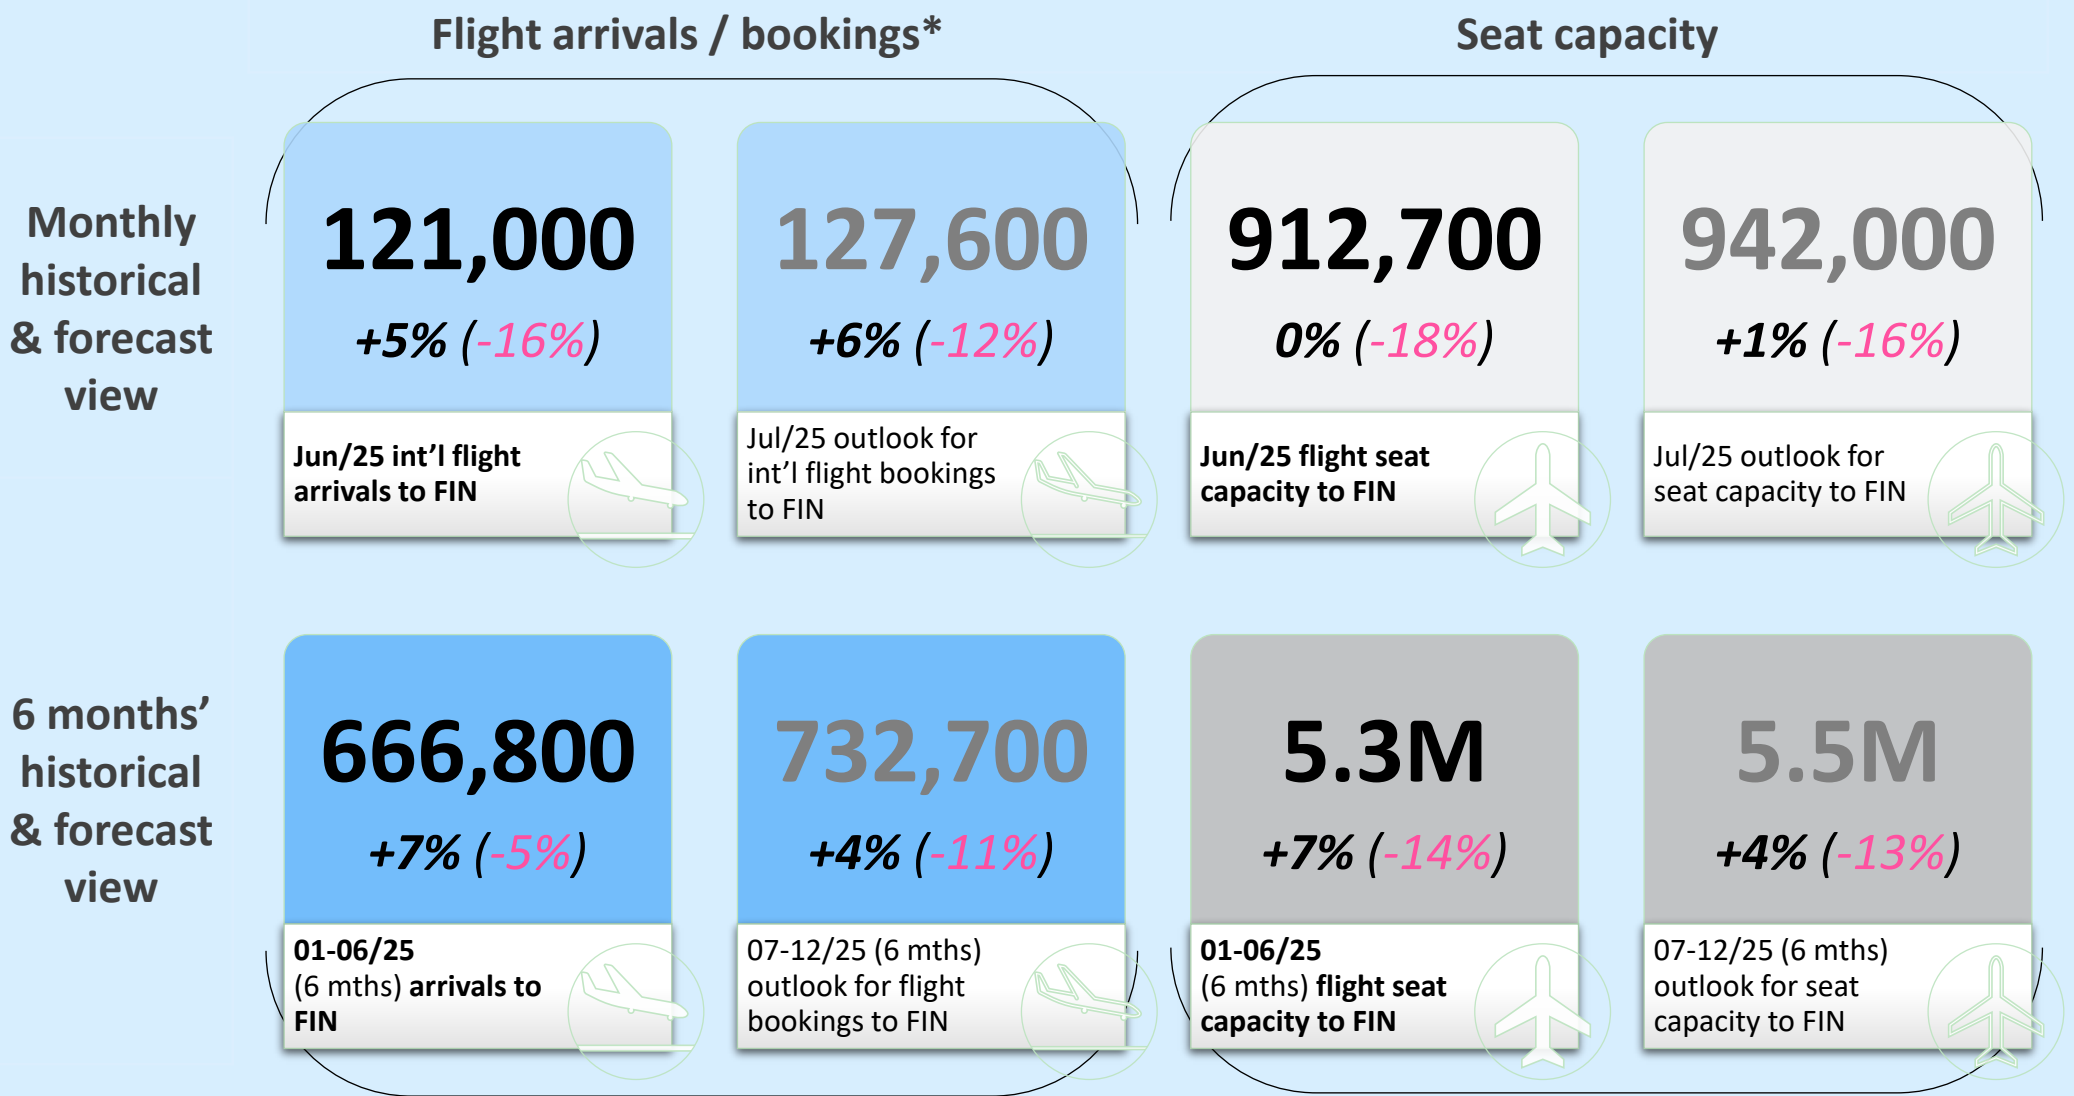 Flight arrivals / bookings*
Seat capacity
Monthly
historical
& forecast
view
121,000
+5% (-16%)
Jun/25 int'l flight
arrivals to FIN
127,600
+6% (-12%)
Jul/25 outlook for
int'l flight bookings
to FIN
912,700
0% (-18%)
Jun/25 flight seat
capacity to FIN
942,000
+1% (-16%)
Jul/25 outlook for
seat capacity to FIN
6 months’
historical
& forecast
view
666,800
+7% (-5%)
01-06/25
(6 mths) arrivals to
FIN
732,700
+4% (-11%)
07-12/25 (6 mths)
outlook for flight
bookings to FIN
5.3M
+7% (-14%)
01-06/25
(6 mths) flight seat
capacity to FIN
5.5M
+4% (-13%)
07-12/25 (6 mths)
outlook for seat
capacity to FIN